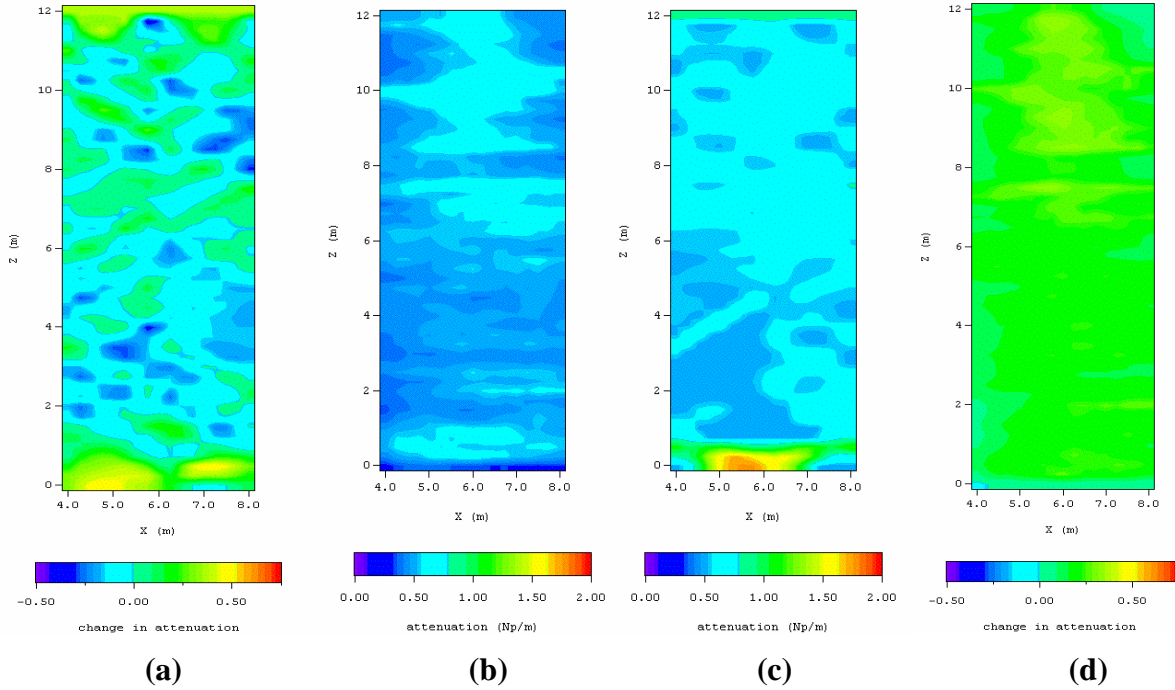 12
10
8
6
4
2
0
Z (m)
4.0 5.0 6.0 7.0 8.0
X (m)
-0.50 0.00 0.50
change in attenuation
(a)
12
10
8
6
4
2
0
Z (m)
4.0 5.0 6.0 7.0 8.0
X (m)
0.00 0.50 1.00 1.50 2.00
attenuation (Np/m)
(b)
12
10
8
6
4
2
0
Z (m)
4.0 5.0 6.0 7.0 8.0
X (m)
0.00 0.50 1.00 1.50 2.00
attenuation (Np/m)
(c)
12
10
8
6
4
2
0
Z (m)
4.0 5.0 6.0 7.0 8.0
X (m)
-0.50 0.00 0.50
change in attenuation
(d)